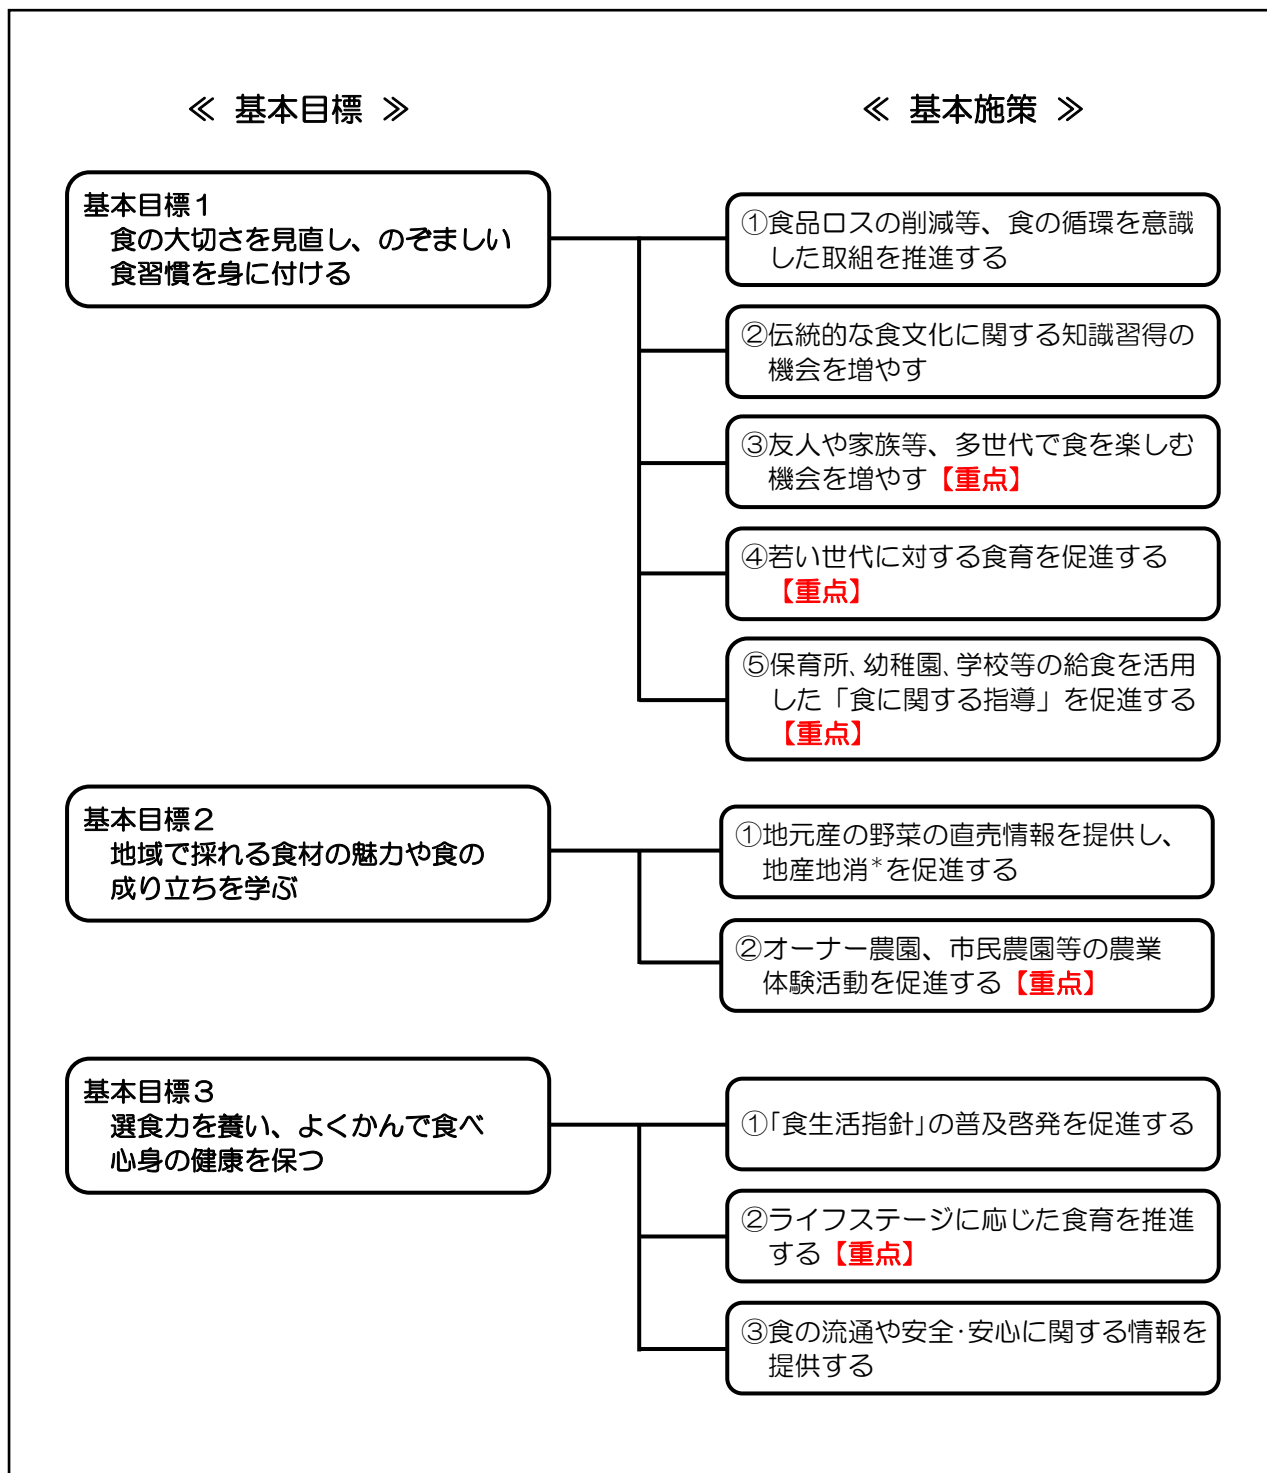 ≪ 基本目標 ≫
≪ 基本施策 ≫
基本目標１
食の大切さを見直し、のぞましい
食習慣を身に付ける
①食品ロスの削減等、食の循環を意識
した取組を推進する
②伝統的な食文化に関する知識習得の
機会を増やす
③友人や家族等、多世代で食を楽しむ
機会を増やす【重点】
④若い世代に対する食育を促進する
【重点】
⑤保育所、幼稚園、学校等の給食を活用
した「食に関する指導」を促進する
【重点】
基本目標２
地域で採れる食材の魅力や食の
成り立ちを学ぶ
①地元産の野菜の直売情報を提供し、
地産地消*を促進する
②オーナー農園、市民農園等の農業
体験活動を促進する【重点】
基本目標３
選食力を養い、よくかんで食べ
心身の健康を保つ
①「食生活指針」の普及啓発を促進する
②ライフステージに応じた食育を推進
する【重点】
③食の流通や安全・安心に関する情報を
提供する